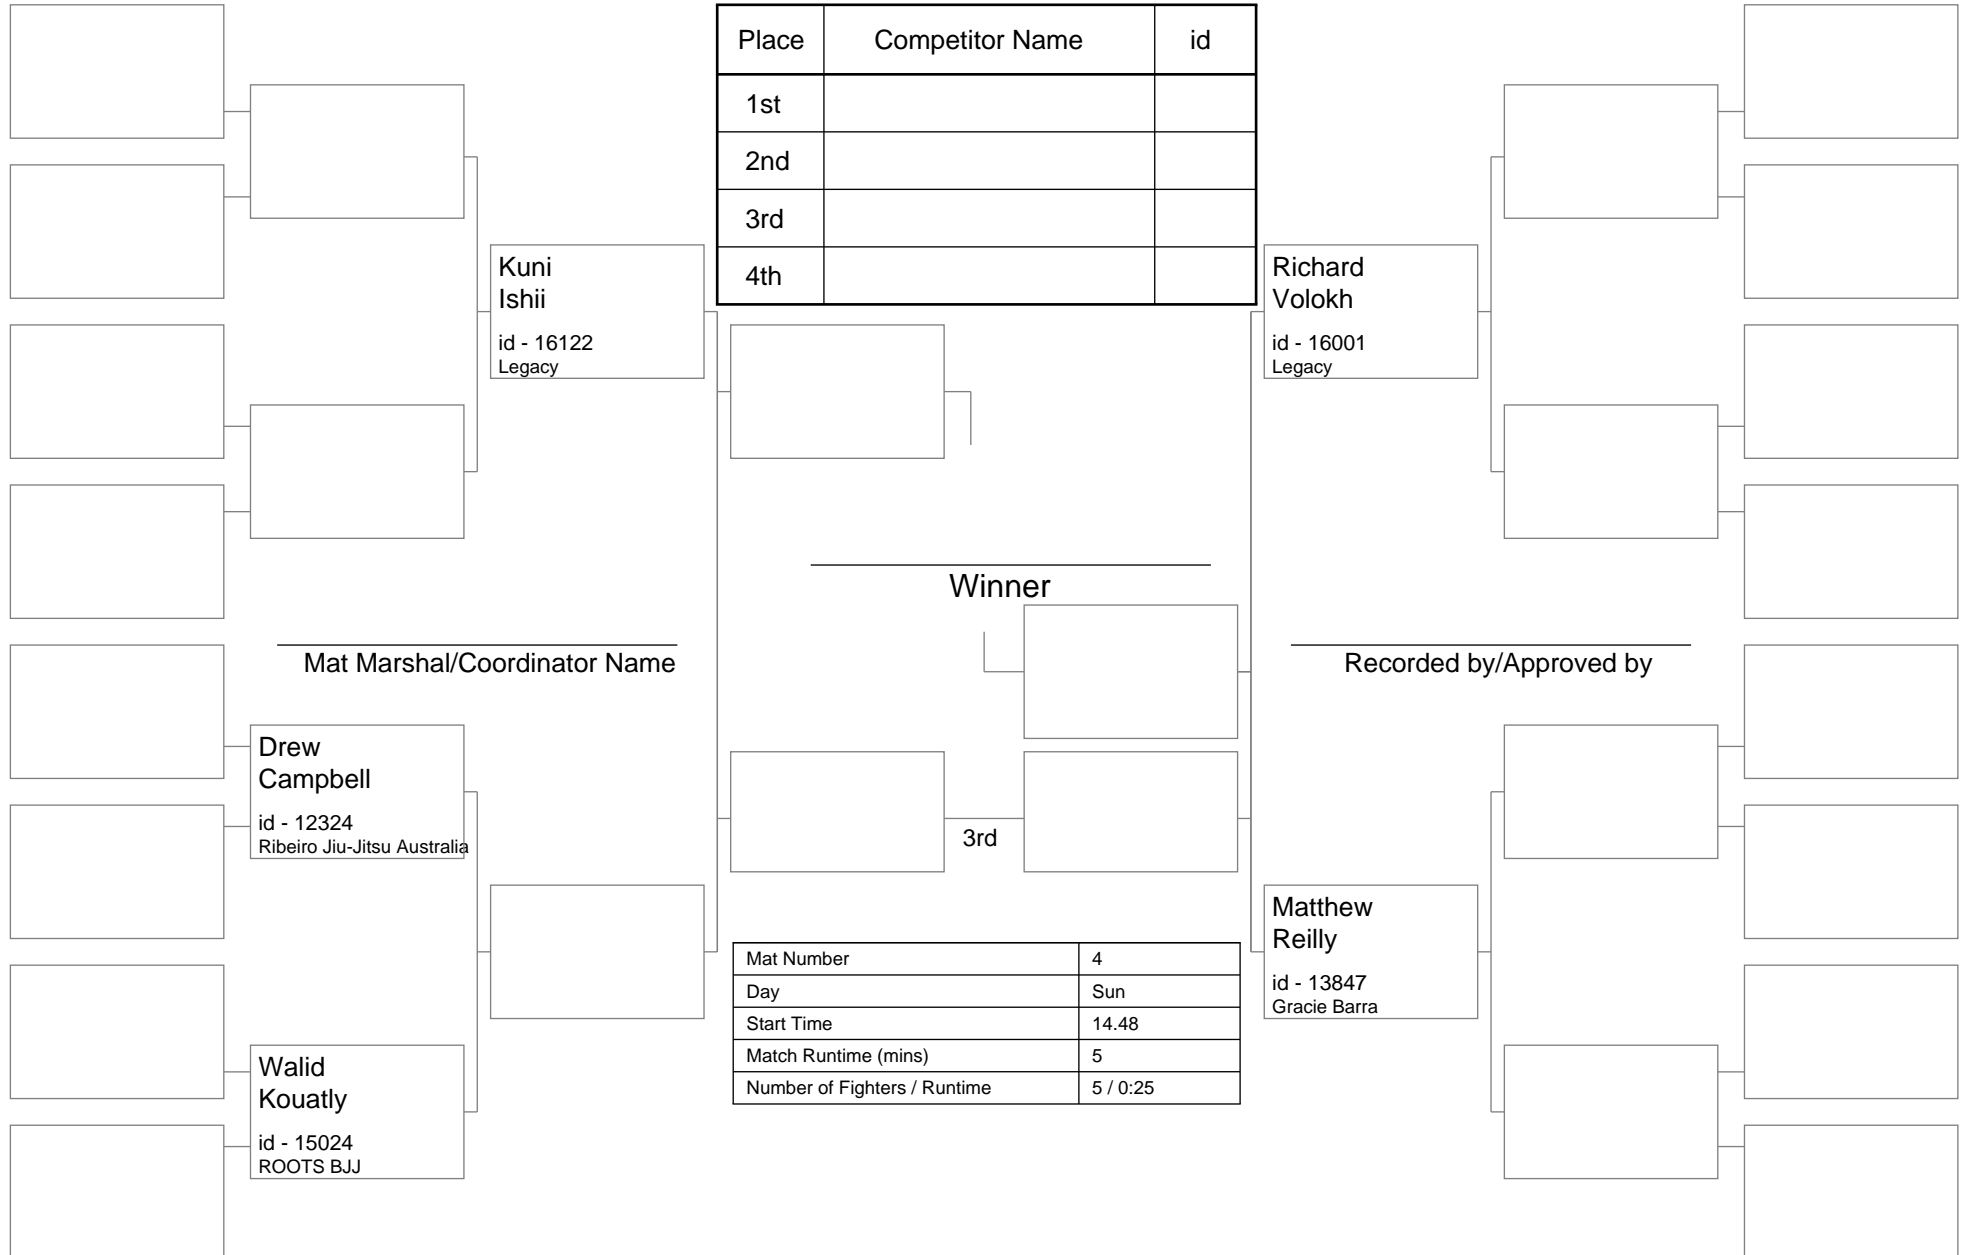 Place Competitor Name id
1st
2nd
3rd
4th
Kuni
Ishii
id - 16122
Legacy
Richard
Volokh
id - 16001
Legacy
Winner
Mat Marshal/Coordinator Name
Recorded by/Approved by
Drew
Campbell
id - 12324
Ribeiro Jiu-Jitsu Australia
3rd
Matthew
Reilly
id - 13847
Gracie Barra
Mat Number 4
Day Sun
Start Time 14.48
Match Runtime (mins) 5
Number of Fighters / Runtime 5 / 0:25
Walid
Kouatly
id - 15024
ROOTS BJJ